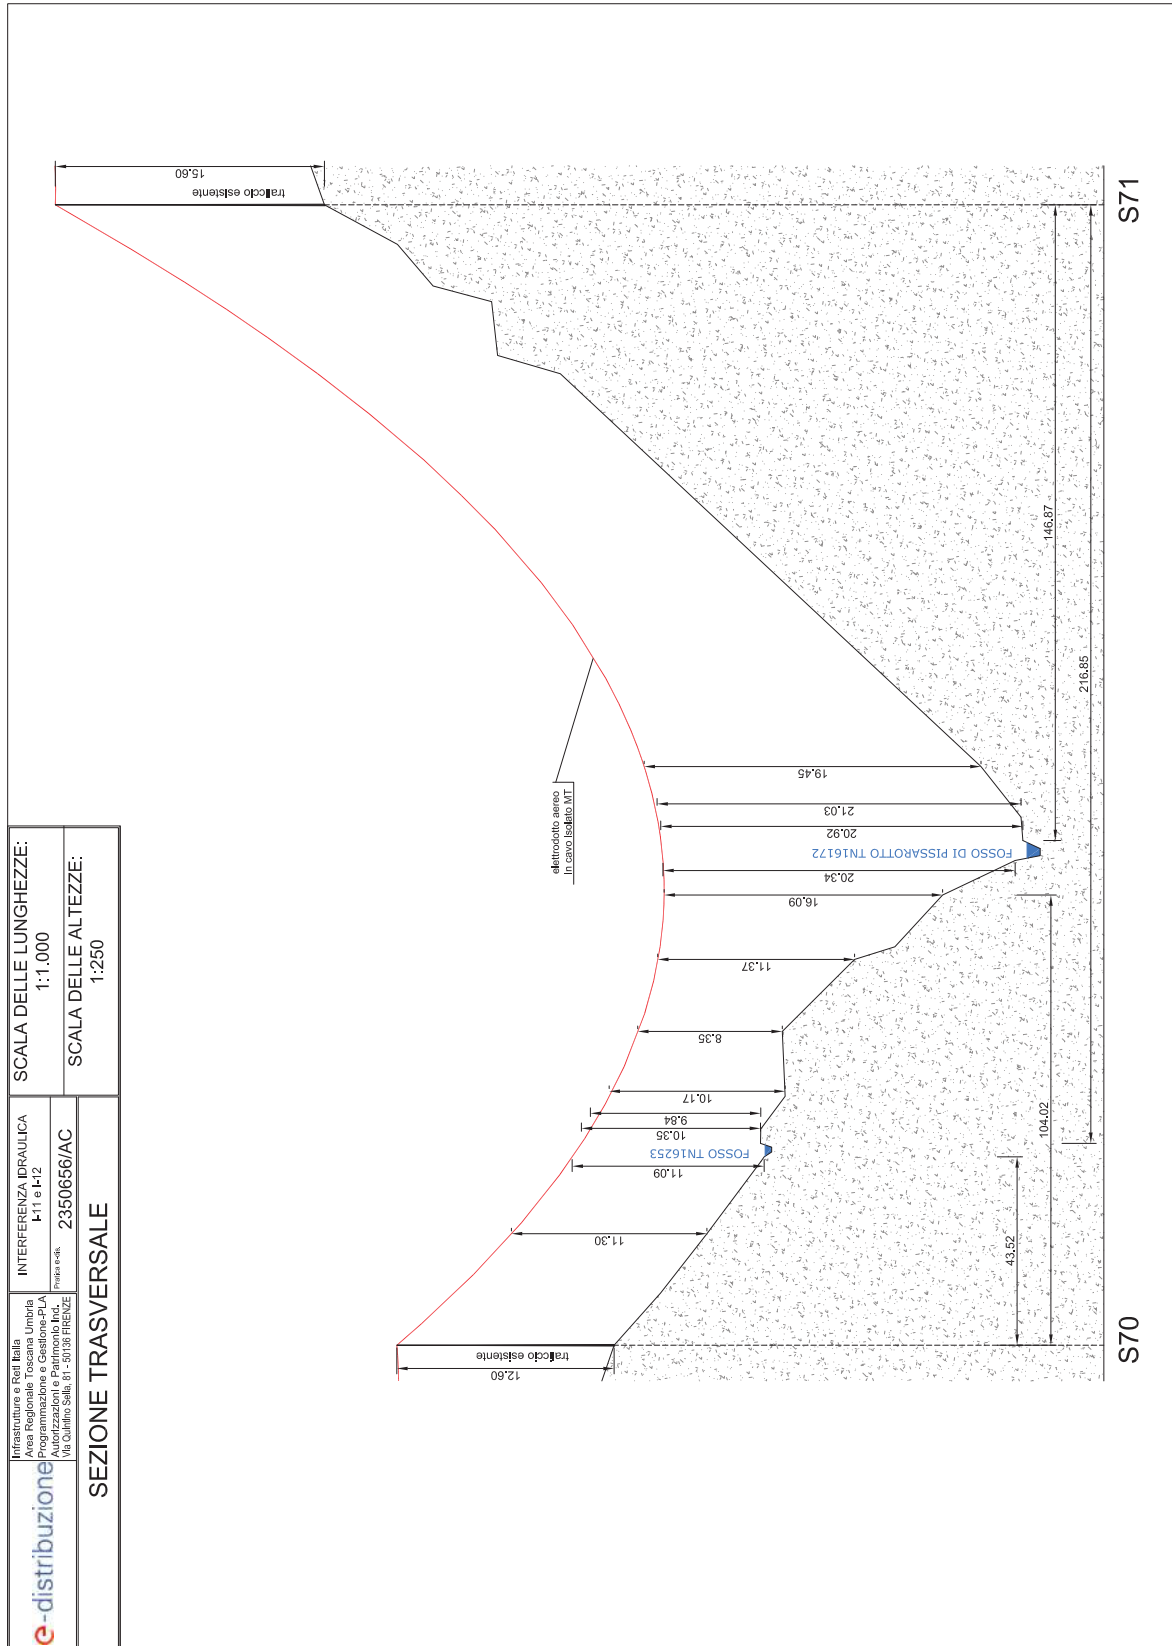 e-distribuzione
Infrastrutture e Reti Italia
Area Regionale Toscana Umbria
Programmazione e Gestione-PLA
Autorizzazioni e Patrimonio Ind.
Via Quintino Sella, 81 - 50136 FIRENZE
INTERFERENZA IDRAULICA
I-11 e I-12
Pratica e-dis.
2350656/AC
SEZIONE TRASVERSALE
SCALA DELLE LUNGHEZZE:
1:1.000
SCALA DELLE ALTEZZE:
1:250
15.60
traliccio esistente
elettrodotto aereo
in cavo isolato MT
19.45
21.03
20.92
FOSSO DI PISSAROTTO TN16172
20.34
16.09
11.37
8.35
10.17
9.84
10.35
FOSSO TN16253
11.09
11.30
traliccio esistente
12.60
146.87
216.85
104.02
43.52
S70
S71